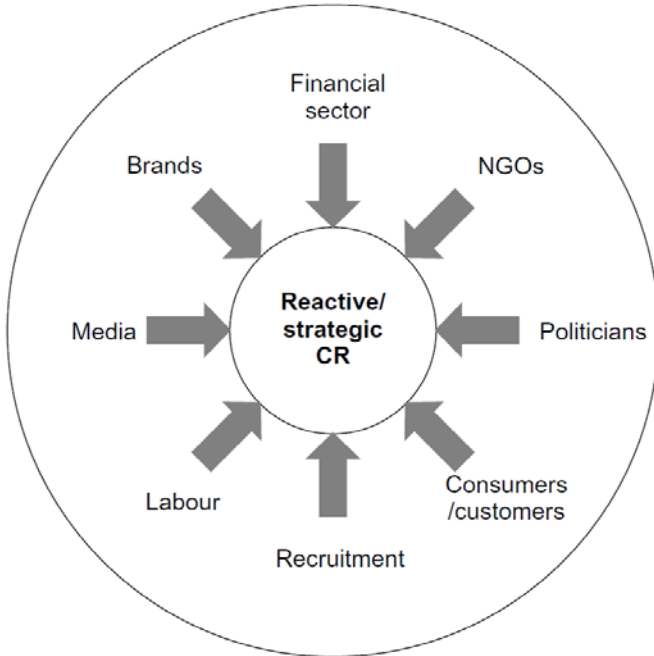 Financial
sector
Brands
NGOs
Reactive/
strategic
CR
Media
Politicians
Labour
Consumers
/customers
Recruitment